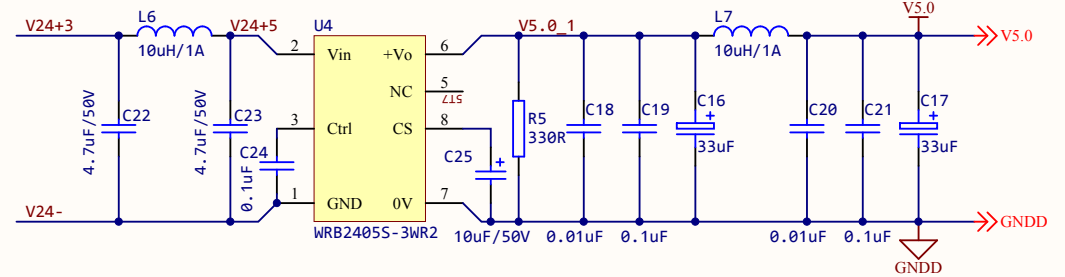 V24+3
L6
10uH/1A
V24+5
U4
2
Vin
+Vo
6
V5.0_1
L7
10uH/1A
V5.0
V5.0
NC
5
ST7
4.7uF/50V
C22
4.7uF/50V
C23
3
Ctrl
CS
8
C24
0.1uF
C25
+
R5
330R
C18
C19
C16
+
33uF
C20
C21
C17
+
33uF
1
GND
0V
7
V24-
WRB2405S-3WR2
10uF/50V
0.01uF
0.1uF
0.01uF
0.1uF
GNDD
GNDD